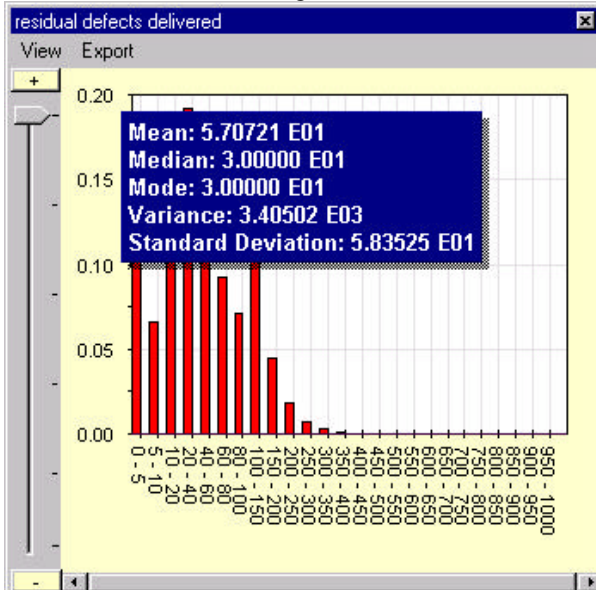 residual defects delivered
View Export
+
0.20
0.15
0.10
0.05
0.00
Mean: 5.70721 E01
Median: 3.00000 E01
Mode: 3.00000 E01
Variance: 3.40502 E03
Standard Deviation: 5.83525 E01
0 - 5
5 - 10
10 - 20
20 - 40
40 - 60
60 - 80
80 - 100
100 - 150
150 - 200
200 - 250
250 - 300
300 - 350
350 - 400
400 - 450
450 - 500
500 - 550
550 - 600
600 - 650
650 - 700
700 - 750
750 - 800
800 - 850
850 - 900
900 - 950
950 - 1000
-